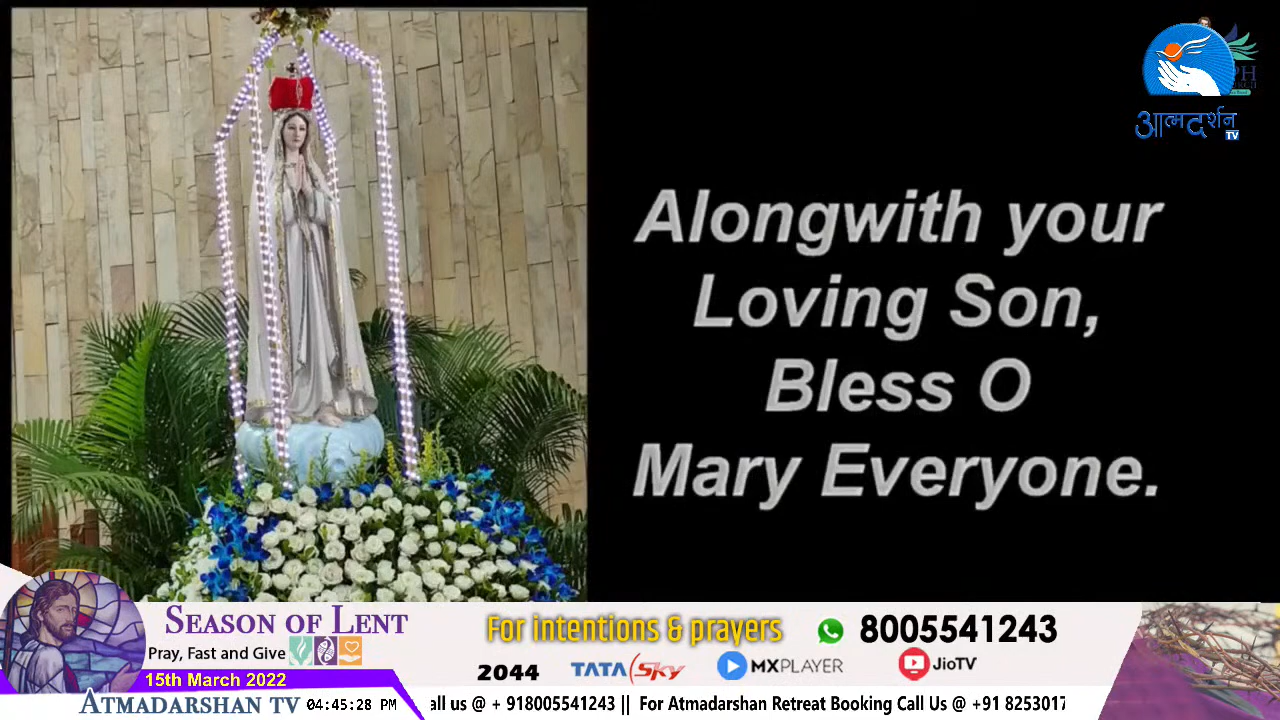 आत्मदर्शन
TV
Alongwith your
Loving Son,
Bless O
Mary Everyone.
SEASON OF LENT
Pray, Fast and Give
15th March 2022
ATMADARSHAN TV
04:45:28 PM
For intentions & prayers
8005541243
2044
TATA Sky
MXPLAYER
JioTV
all us @ + 918005541243 || For Atmadarshan Retreat Booking Call Us @ +91 8253017